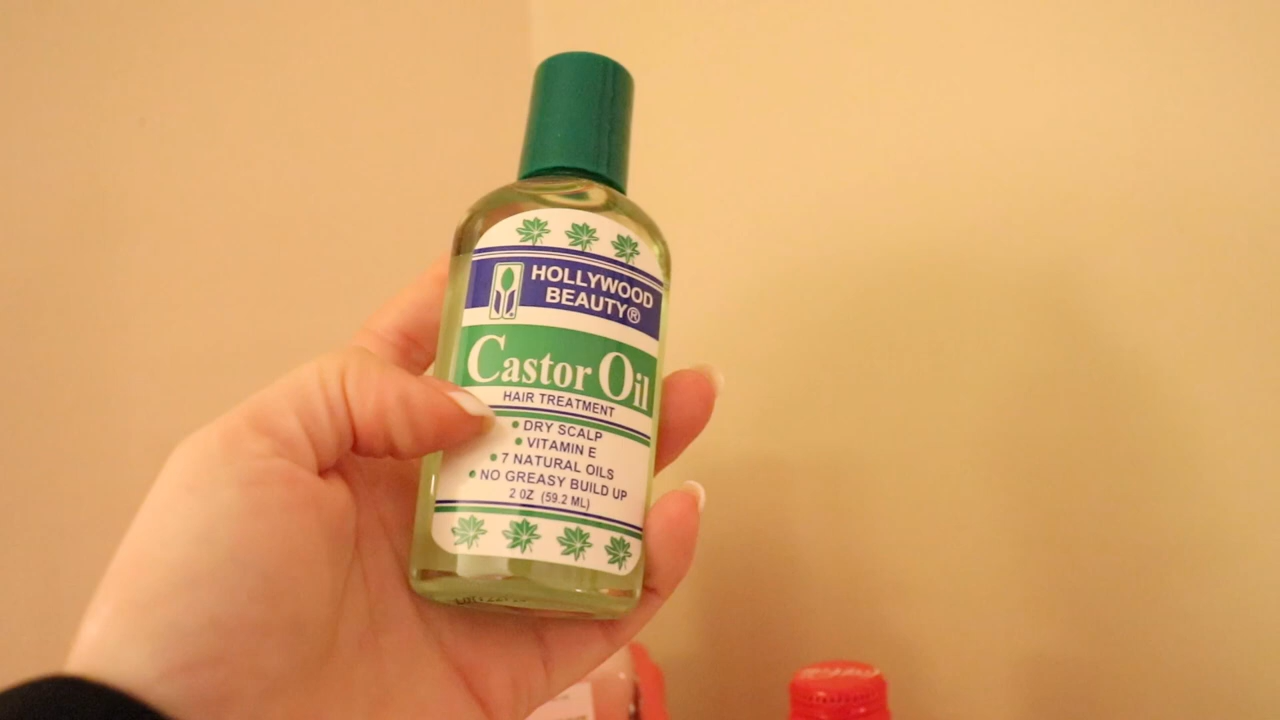 HOLLYWOOD
BEAUTY®
Castor Oil
HAIR TREATMENT
• DRY SCALP
• VITAMIN E
• 7 NATURAL OILS
• NO GREASY BUILD UP
2 OZ (59.2 ML)